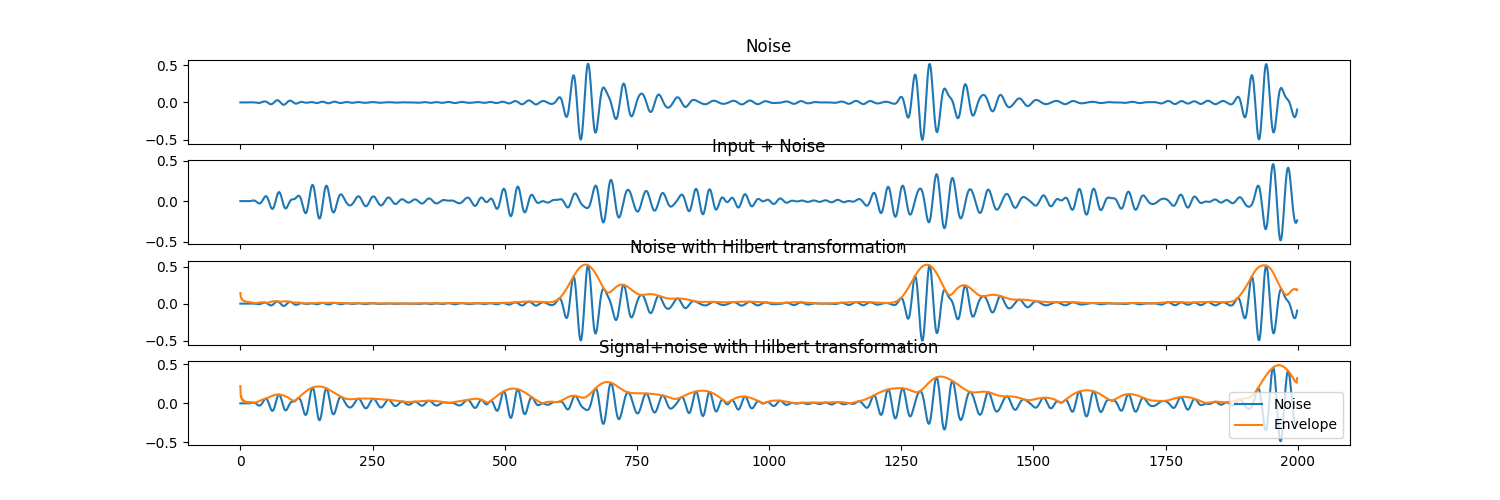 Noise
0.5
0.0
−0.5
Input + Noise
0.5
0.0
−0.5
Noise with Hilbert transformation
0.5
0.0
−0.5
Signal+noise with Hilbert transformation
0.5
0.0
−0.5
Noise
Envelope
0 250 500 750 1000 1250 1500 1750 2000